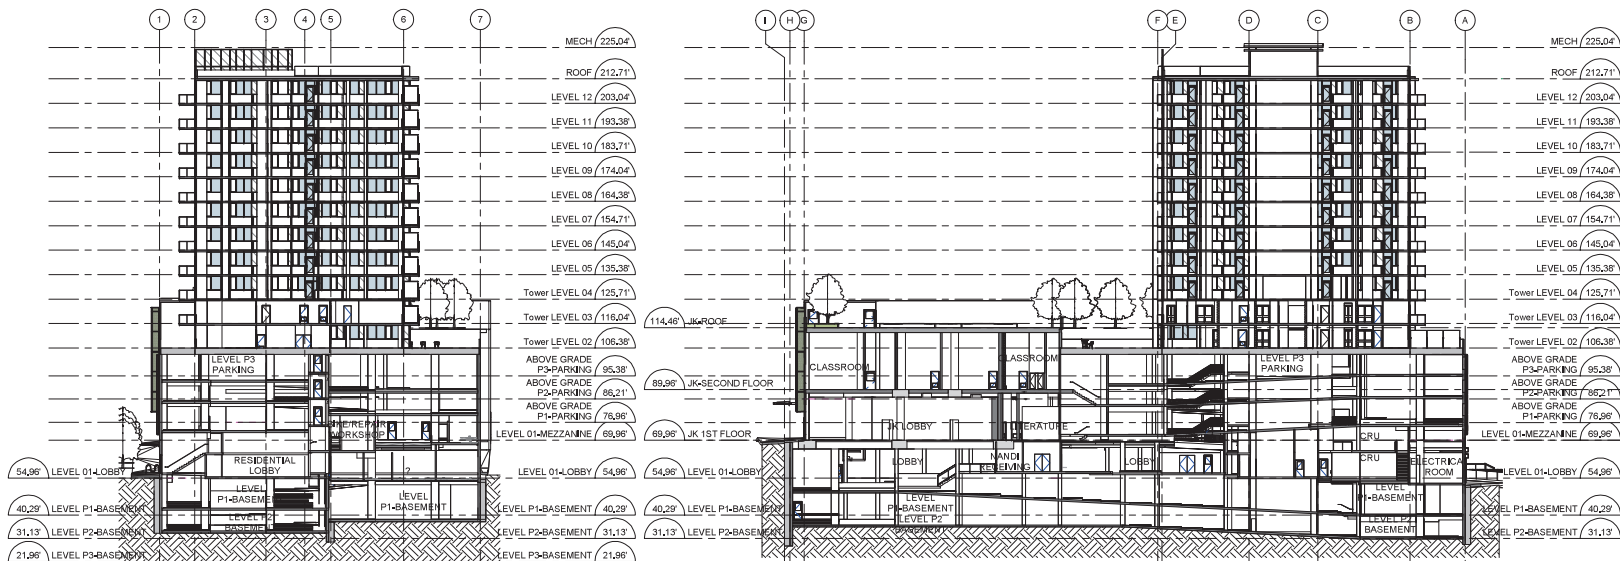 1 2 3 4 5 6 7
MECH 225.04'
ROOF 212.71'
LEVEL 12 203.04'
LEVEL 11 193.38'
LEVEL 10 183.71'
LEVEL 09 174.04'
LEVEL 08 164.38'
LEVEL 07 154.71'
LEVEL 06 145.04'
LEVEL 05 135.38'
Tower LEVEL 04 125.71'
Tower LEVEL 03 116.04'
Tower LEVEL 02 106.38'
ABOVE GRADE
P3-PARKING 95.38'
ABOVE GRADE
P2-PARKING 86.21'
ABOVE GRADE
P1-PARKING 76.96'
LEVEL 01-MEZZANINE 69.96'
LEVEL 01-LOBBY 54.96'
LEVEL P1-BASEMENT 40.29'
LEVEL P2-BASEMENT 31.13'
LEVEL P3-BASEMENT 21.96'
54.96' LEVEL 01-LOBBY
40.29' LEVEL P1-BASEMENT
31.13' LEVEL P2-BASEMENT
21.96' LEVEL P3-BASEMENT
LEVEL P3
PARKING
BIKE/REPAIR
WORKSHOP
RESIDENTIAL
LOBBY
?
LEVEL
P1-BASEMENT
LEVEL
P1-BASEMENT
LEVEL P2
BASEMENT
I H G F E D C B A
MECH 225.04'
ROOF 212.71'
LEVEL 12 203.04'
LEVEL 11 193.38'
LEVEL 10 183.71'
LEVEL 09 174.04'
LEVEL 08 164.38'
LEVEL 07 154.71'
LEVEL 06 145.04'
LEVEL 05 135.38'
Tower LEVEL 04 125.71'
Tower LEVEL 03 116.04'
Tower LEVEL 02 106.38'
ABOVE GRADE
P3-PARKING 95.38'
ABOVE GRADE
P2-PARKING 86.21'
ABOVE GRADE
P1-PARKING 76.96'
LEVEL 01-MEZZANINE 69.96'
LEVEL 01-LOBBY 54.96'
LEVEL P1-BASEMENT 40.29'
LEVEL P2-BASEMENT 31.13'
114.46' JK-ROOF
89.96' JK-SECOND FLOOR
69.96' JK 1ST FLOOR
54.96' LEVEL 01-LOBBY
40.29' LEVEL P1-BASEMENT
31.13' LEVEL P2-BASEMENT
CLASSROOM
CLASSROOM
LEVEL P3
PARKING
JK LOBBY
LITERATURE
CRU
LOBBY
NANDI
RECEIVING
LOBBY
CRU
ELECTRICAL
ROOM
LEVEL
P1-BASEMENT
LEVEL P2
BASEMENT
LEVEL
P1-BASEMENT
LEVEL P2
BASEMENT